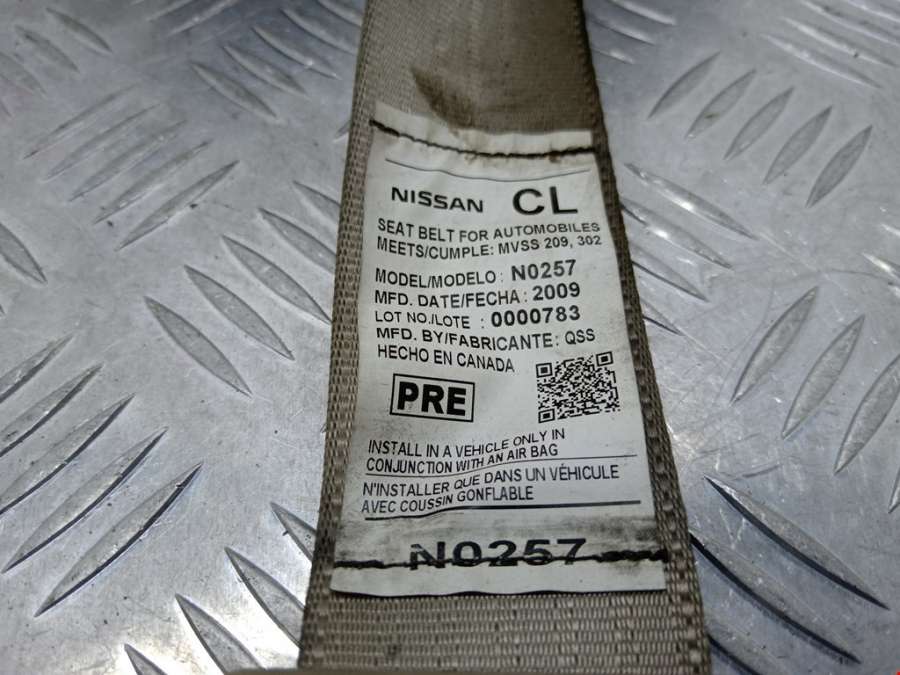 NISSAN CL
SEAT BELT FOR AUTOMOBILES
MEETS/CUMPLE: MVSS 209, 302
MODEL/MODELO : N0257
MFD. DATE/FECHA : 2009
LOT NO./LOTE : 0000783
MFD. BY/FABRICANTE: QSS
HECHO EN CANADA
PRE
INSTALL IN A VEHICLE ONLY IN
CONJUNCTION WITH AN AIR BAG
N'INSTALLER QUE DANS UN VÉHICULE
AVEC COUSSIN GONFLABLE
N0257